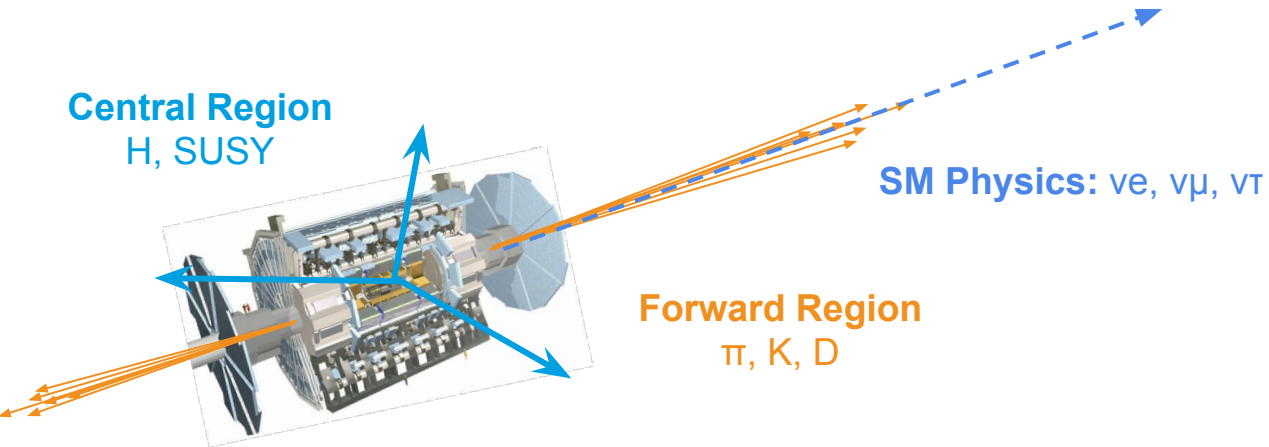 Central Region
H, SUSY
SM Physics: νe, νμ, ντ
Forward Region
π, K, D